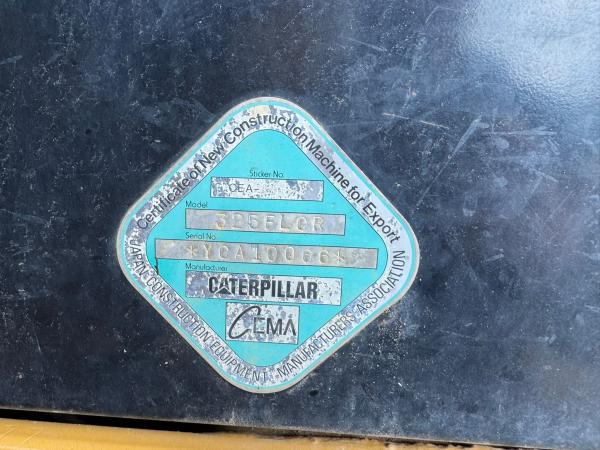 Certificate of New Construction Machine for Export
Sticker No.
CEA-
Model
325FLCR
Serial No.
*YCA10066*
Manufacturer
CATERPILLAR
CEMA
JAPAN CONSTRUCTION EQUIPMENT MANUFACTURERS ASSOCIATION